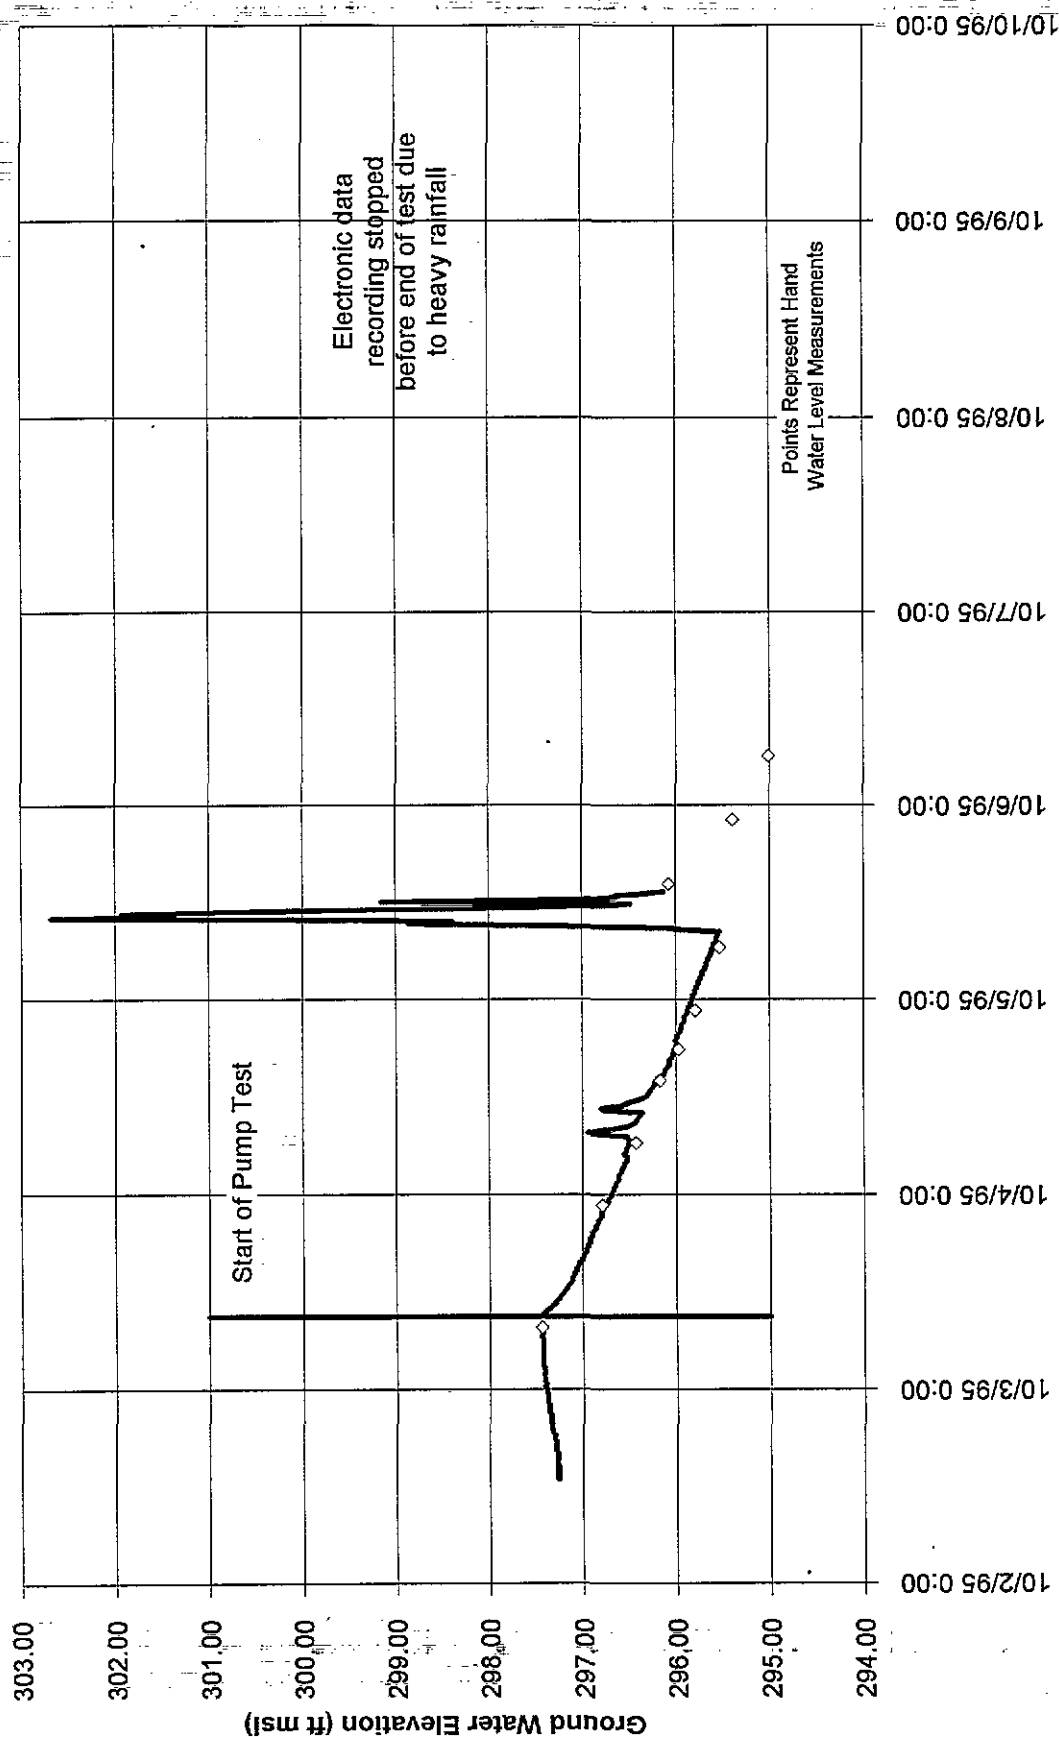 Ground Water Elevation (ft msl)
303.00
302.00
301.00
300.00
299.00
298.00
297.00
296.00
295.00
294.00
Start of Pump Test
Electronic data
recording stopped
before end of test due
to heavy rainfall
Points Represent Hand
Water Level Measurements
10/2/95 0:00
10/3/95 0:00
10/4/95 0:00
10/5/95 0:00
10/6/95 0:00
10/7/95 0:00
10/8/95 0:00
10/9/95 0:00
10/10/95 0:00